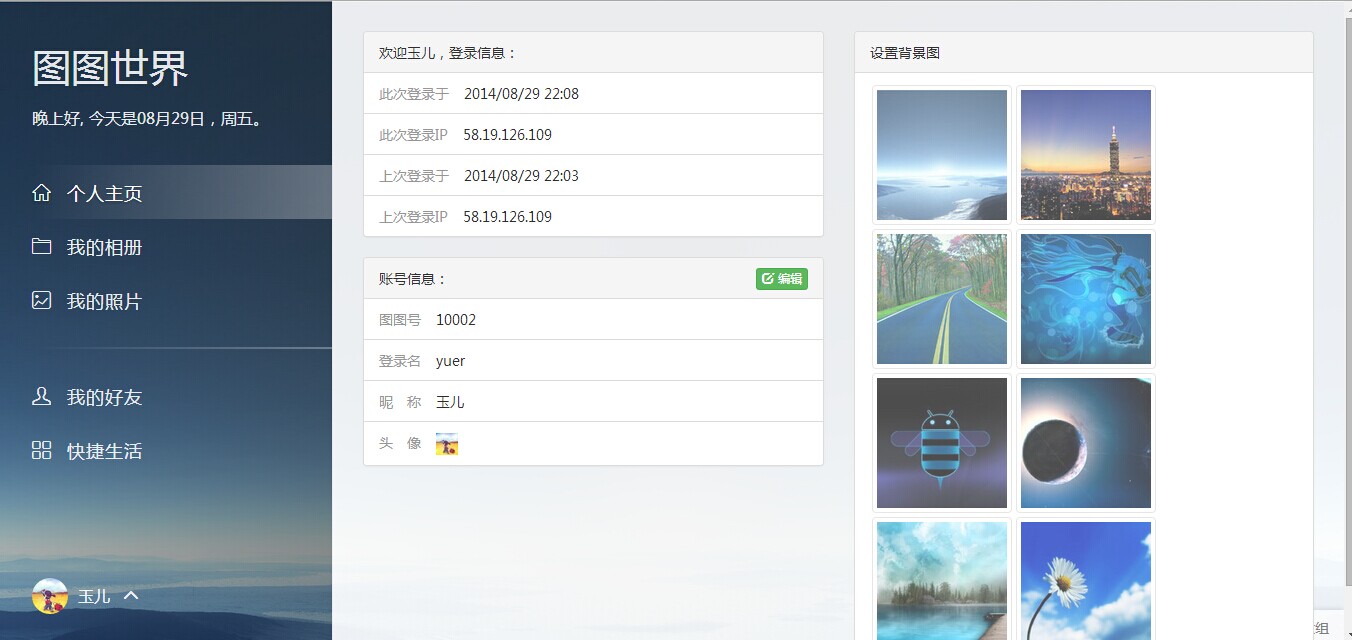 图图世界
晚上好, 今天是08月29日，周五。
个人主页
我的相册
我的照片
我的好友
快捷生活
玉儿
欢迎玉儿，登录信息：
此次登录于 2014/08/29 22:08
此次登录IP 58.19.126.109
上次登录于 2014/08/29 22:03
上次登录IP 58.19.126.109
账号信息： 编辑
图图号 10002
登录名 yuer
昵 称 玉儿
头 像
设置背景图
组